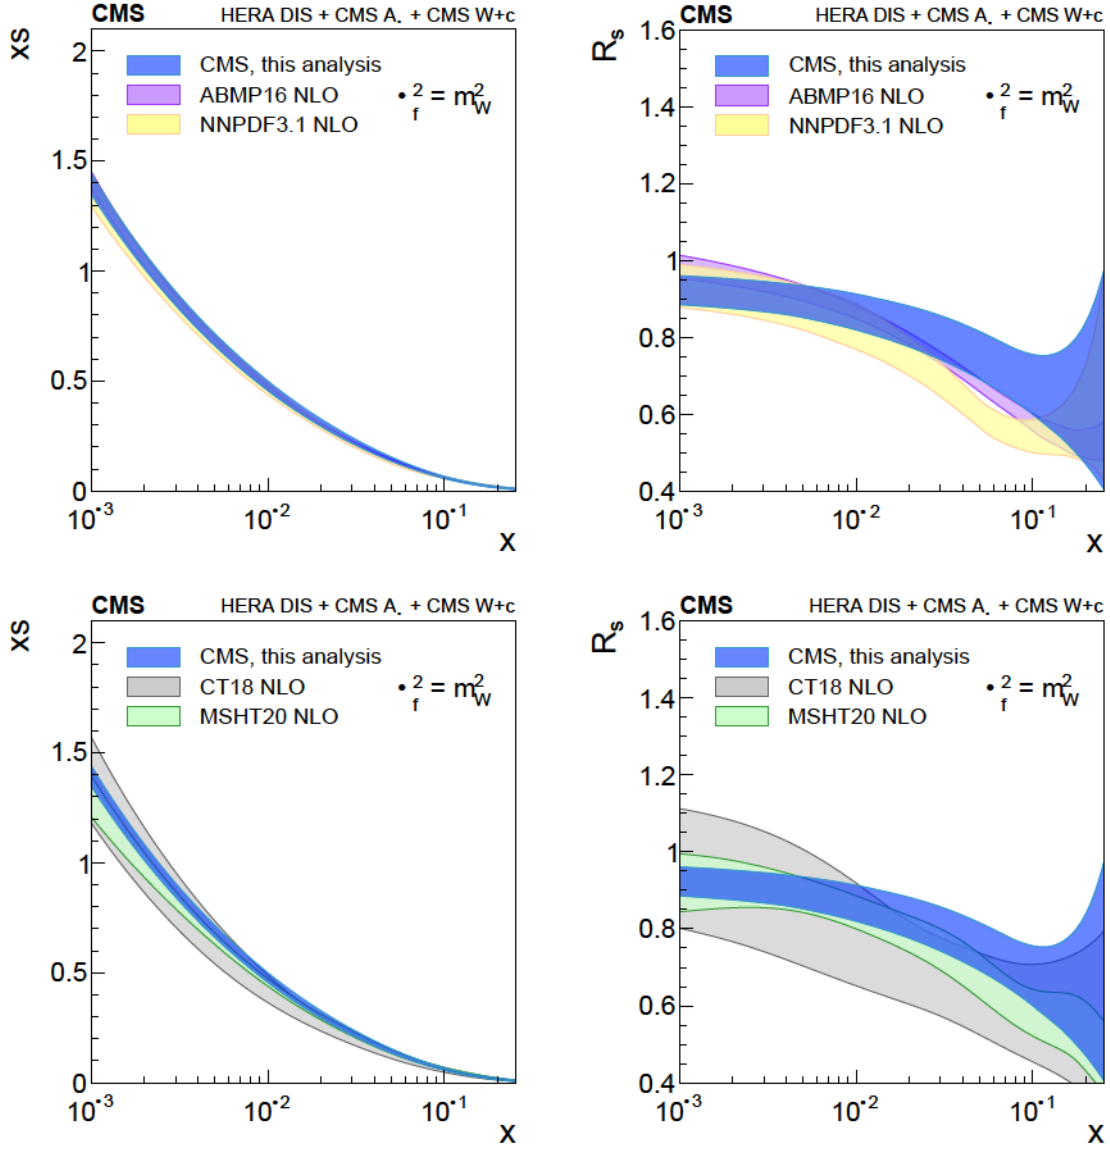 CMS HERA DIS + CMS A. + CMS W+c
xs
2
1.5
1
0.5
0
CMS, this analysis
ABMP16 NLO
NNPDF3.1 NLO
• ²f = m²W
10⁻³ 10⁻² 10⁻¹
x
CMS HERA DIS + CMS A. + CMS W+c
Rs
1.6
1.4
1.2
1
0.8
0.6
0.4
CMS, this analysis
ABMP16 NLO
NNPDF3.1 NLO
• ²f = m²W
10⁻³ 10⁻² 10⁻¹
x
CMS HERA DIS + CMS A. + CMS W+c
xs
2
1.5
1
0.5
0
CMS, this analysis
CT18 NLO
MSHT20 NLO
• ²f = m²W
10⁻³ 10⁻² 10⁻¹
x
CMS HERA DIS + CMS A. + CMS W+c
Rs
1.6
1.4
1.2
1
0.8
0.6
0.4
CMS, this analysis
CT18 NLO
MSHT20 NLO
• ²f = m²W
10⁻³ 10⁻² 10⁻¹
x